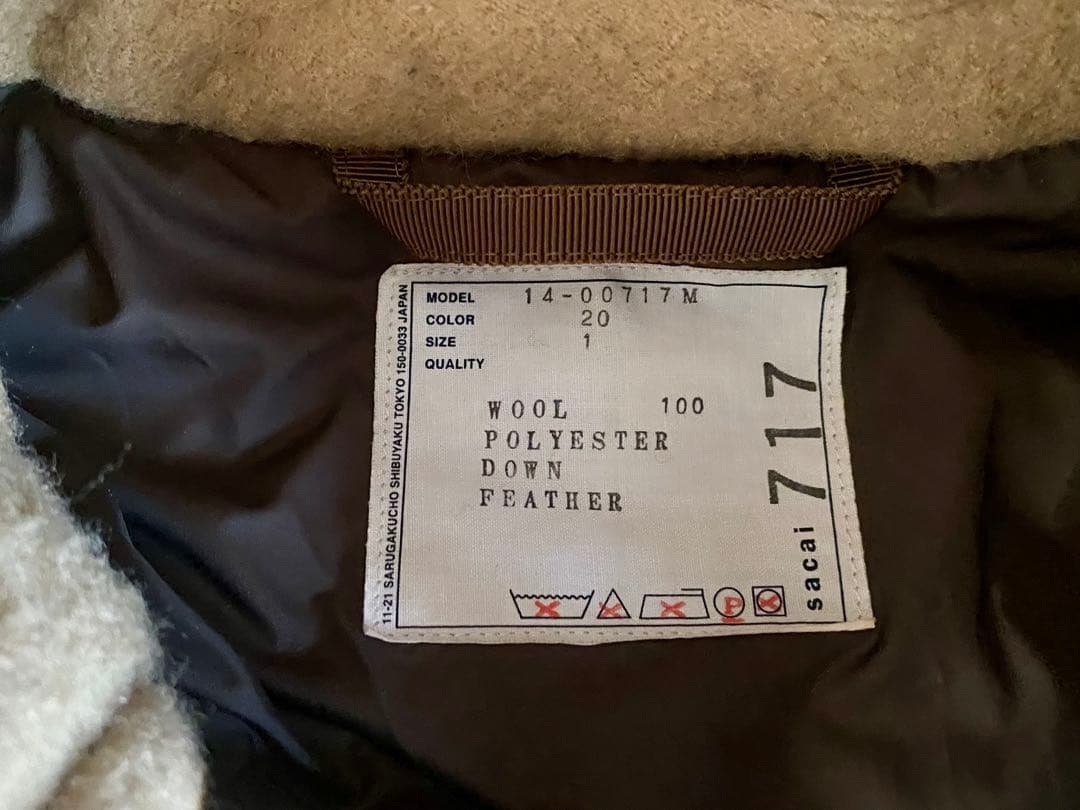 MODEL 14-00717M
COLOR 20
SIZE 1
QUALITY
WOOL 100
POLYESTER
DOWN
FEATHER
P
11-21 SARUGAKUCHO SHIBUYAKU TOKYO 150-0033 JAPAN
sacai 717